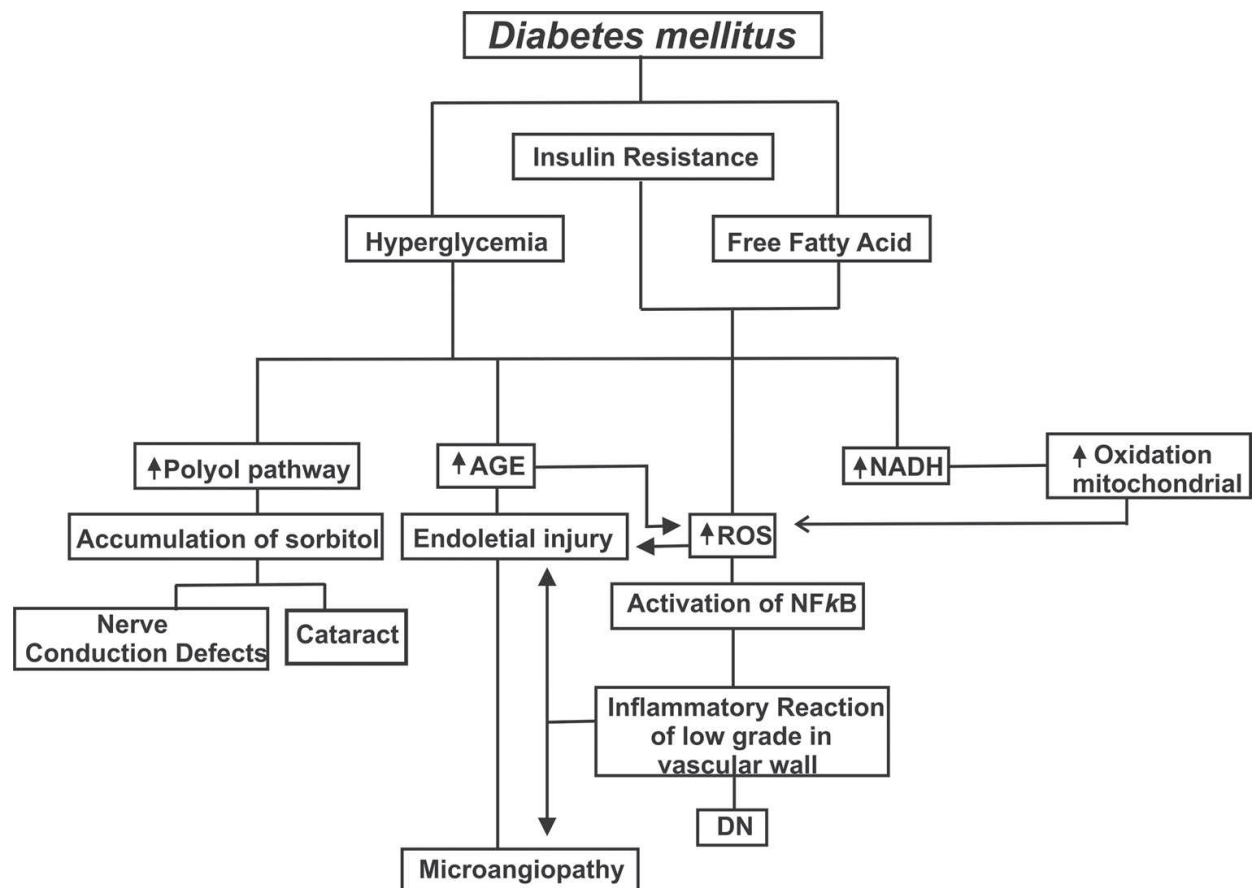 Diabetes mellitus
Insulin Resistance
Hyperglycemia
Free Fatty Acid
Polyol pathway
AGE
NADH
Oxidation
mitochondrial
Accumulation of sorbitol
Endoletial injury
ROS
Nerve
Conduction Defects
Cataract
Activation of NFkB
Inflammatory Reaction
of low grade in
vascular wall
DN
Microangiopathy